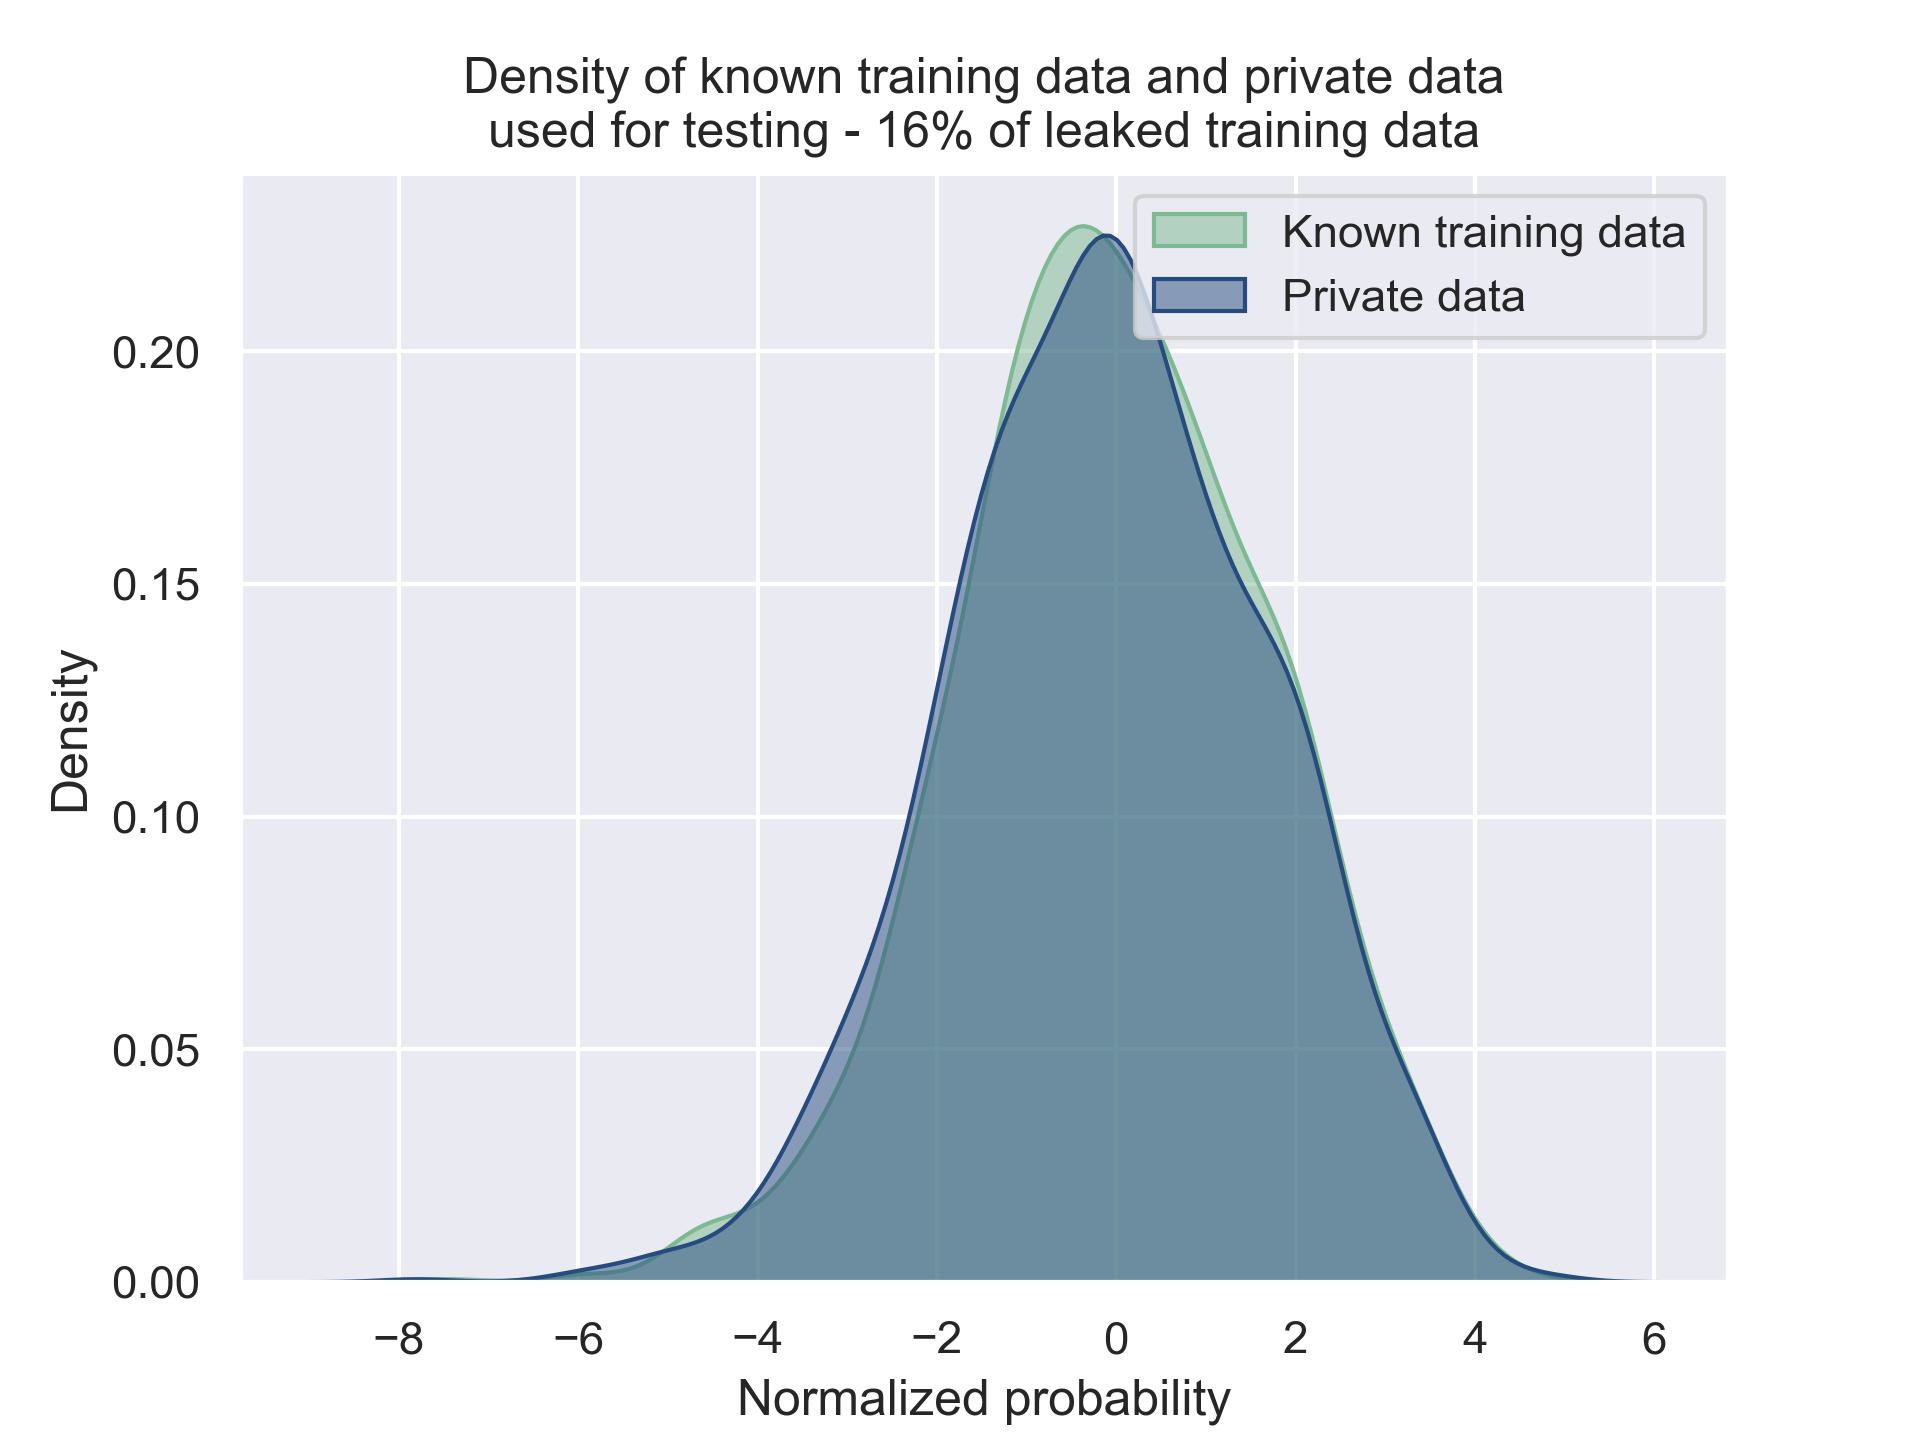 Density of known training data and private data
used for testing - 16% of leaked training data
Known training data
Private data
0.20
0.15
0.10
0.05
0.00
Density
−8 −6 −4 −2 0 2 4 6
Normalized probability